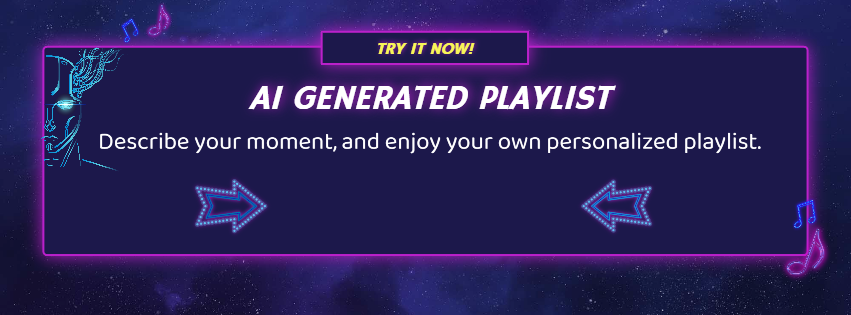 TRY IT NOW!
AI GENERATED PLAYLIST
Describe your moment, and enjoy your own personalized playlist.